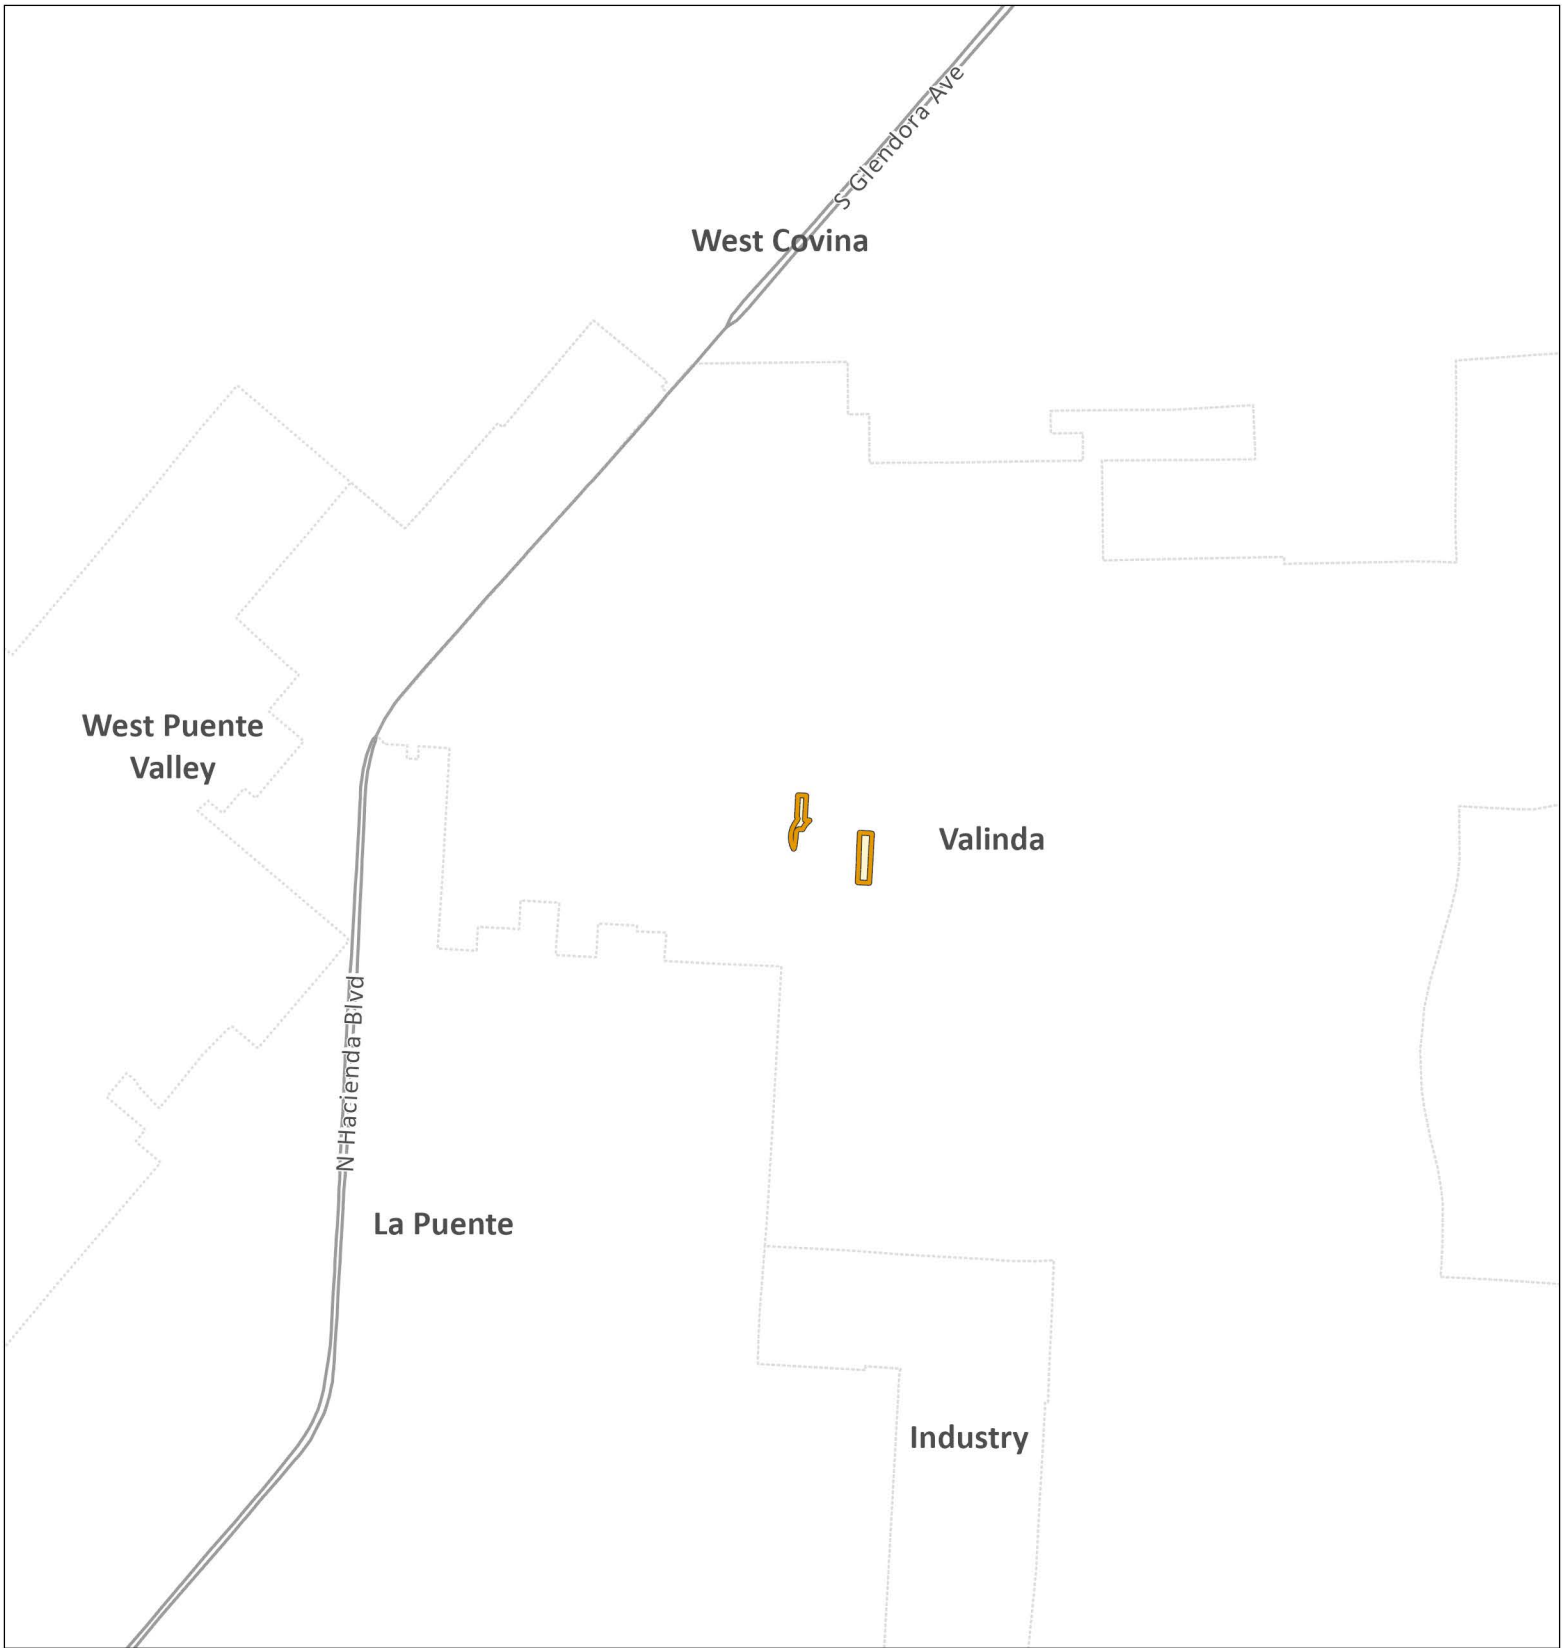 S Glendora Ave
West Covina
West Puente
Valley
Valinda
N Hacienda Blvd
La Puente
Industry